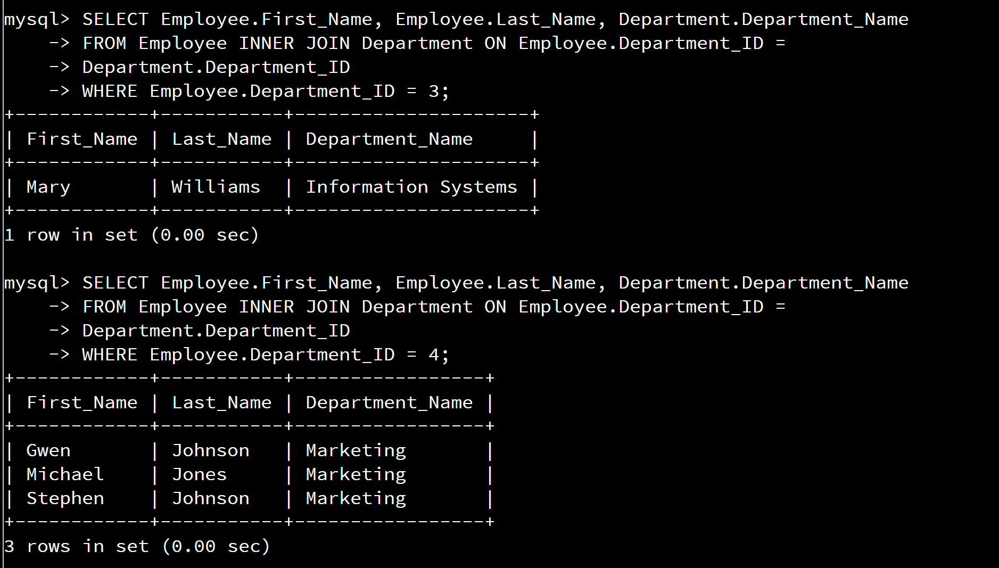 mysql> SELECT Employee.First_Name, Employee.Last_Name, Department.Department_Name
    -> FROM Employee INNER JOIN Department ON Employee.Department_ID =
    -> Department.Department_ID
    -> WHERE Employee.Department_ID = 3;
+------------+-----------+---------------------+
| First_Name | Last_Name | Department_Name     |
+------------+-----------+---------------------+
| Mary       | Williams  | Information Systems |
+------------+-----------+---------------------+
1 row in set (0.00 sec)

mysql> SELECT Employee.First_Name, Employee.Last_Name, Department.Department_Name
    -> FROM Employee INNER JOIN Department ON Employee.Department_ID =
    -> Department.Department_ID
    -> WHERE Employee.Department_ID = 4;
+------------+-----------+-----------------+
| First_Name | Last_Name | Department_Name |
+------------+-----------+-----------------+
| Gwen       | Johnson   | Marketing       |
| Michael    | Jones     | Marketing       |
| Stephen    | Johnson   | Marketing       |
+------------+-----------+-----------------+
3 rows in set (0.00 sec)